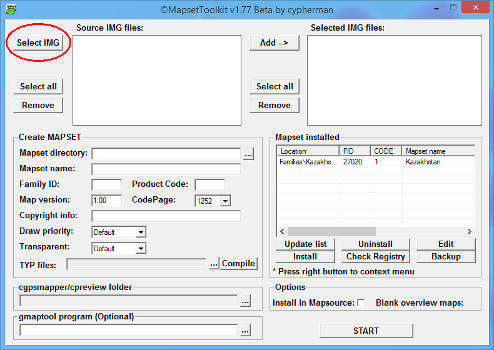 ©MapsetToolkit v1.77 Beta by cypherman
Source IMG files:
Selected IMG files:
Select IMG
Add -->
Select all
Select all
Remove
Remove
Create MAPSET
Mapset installed
Mapset directory:
...
Location FID CODE Mapset name
Families\Kazakhs... 27020 1 Kazakhstan
Mapset name:
Family ID:
Product Code:
Map version:
1.00
CodePage:
1252
Copyright info:
Draw priority:
Default
Update list
Uninstall
Edit
Transparent:
Default
Install
Check Registry
Backup
TYP files:
...
Compile
* Press right button to context menu
cgpsmapper/cpreview folder
...
Options
Install in Mapsource:
Blank overview maps:
gmaptool program (Optional)
...
START